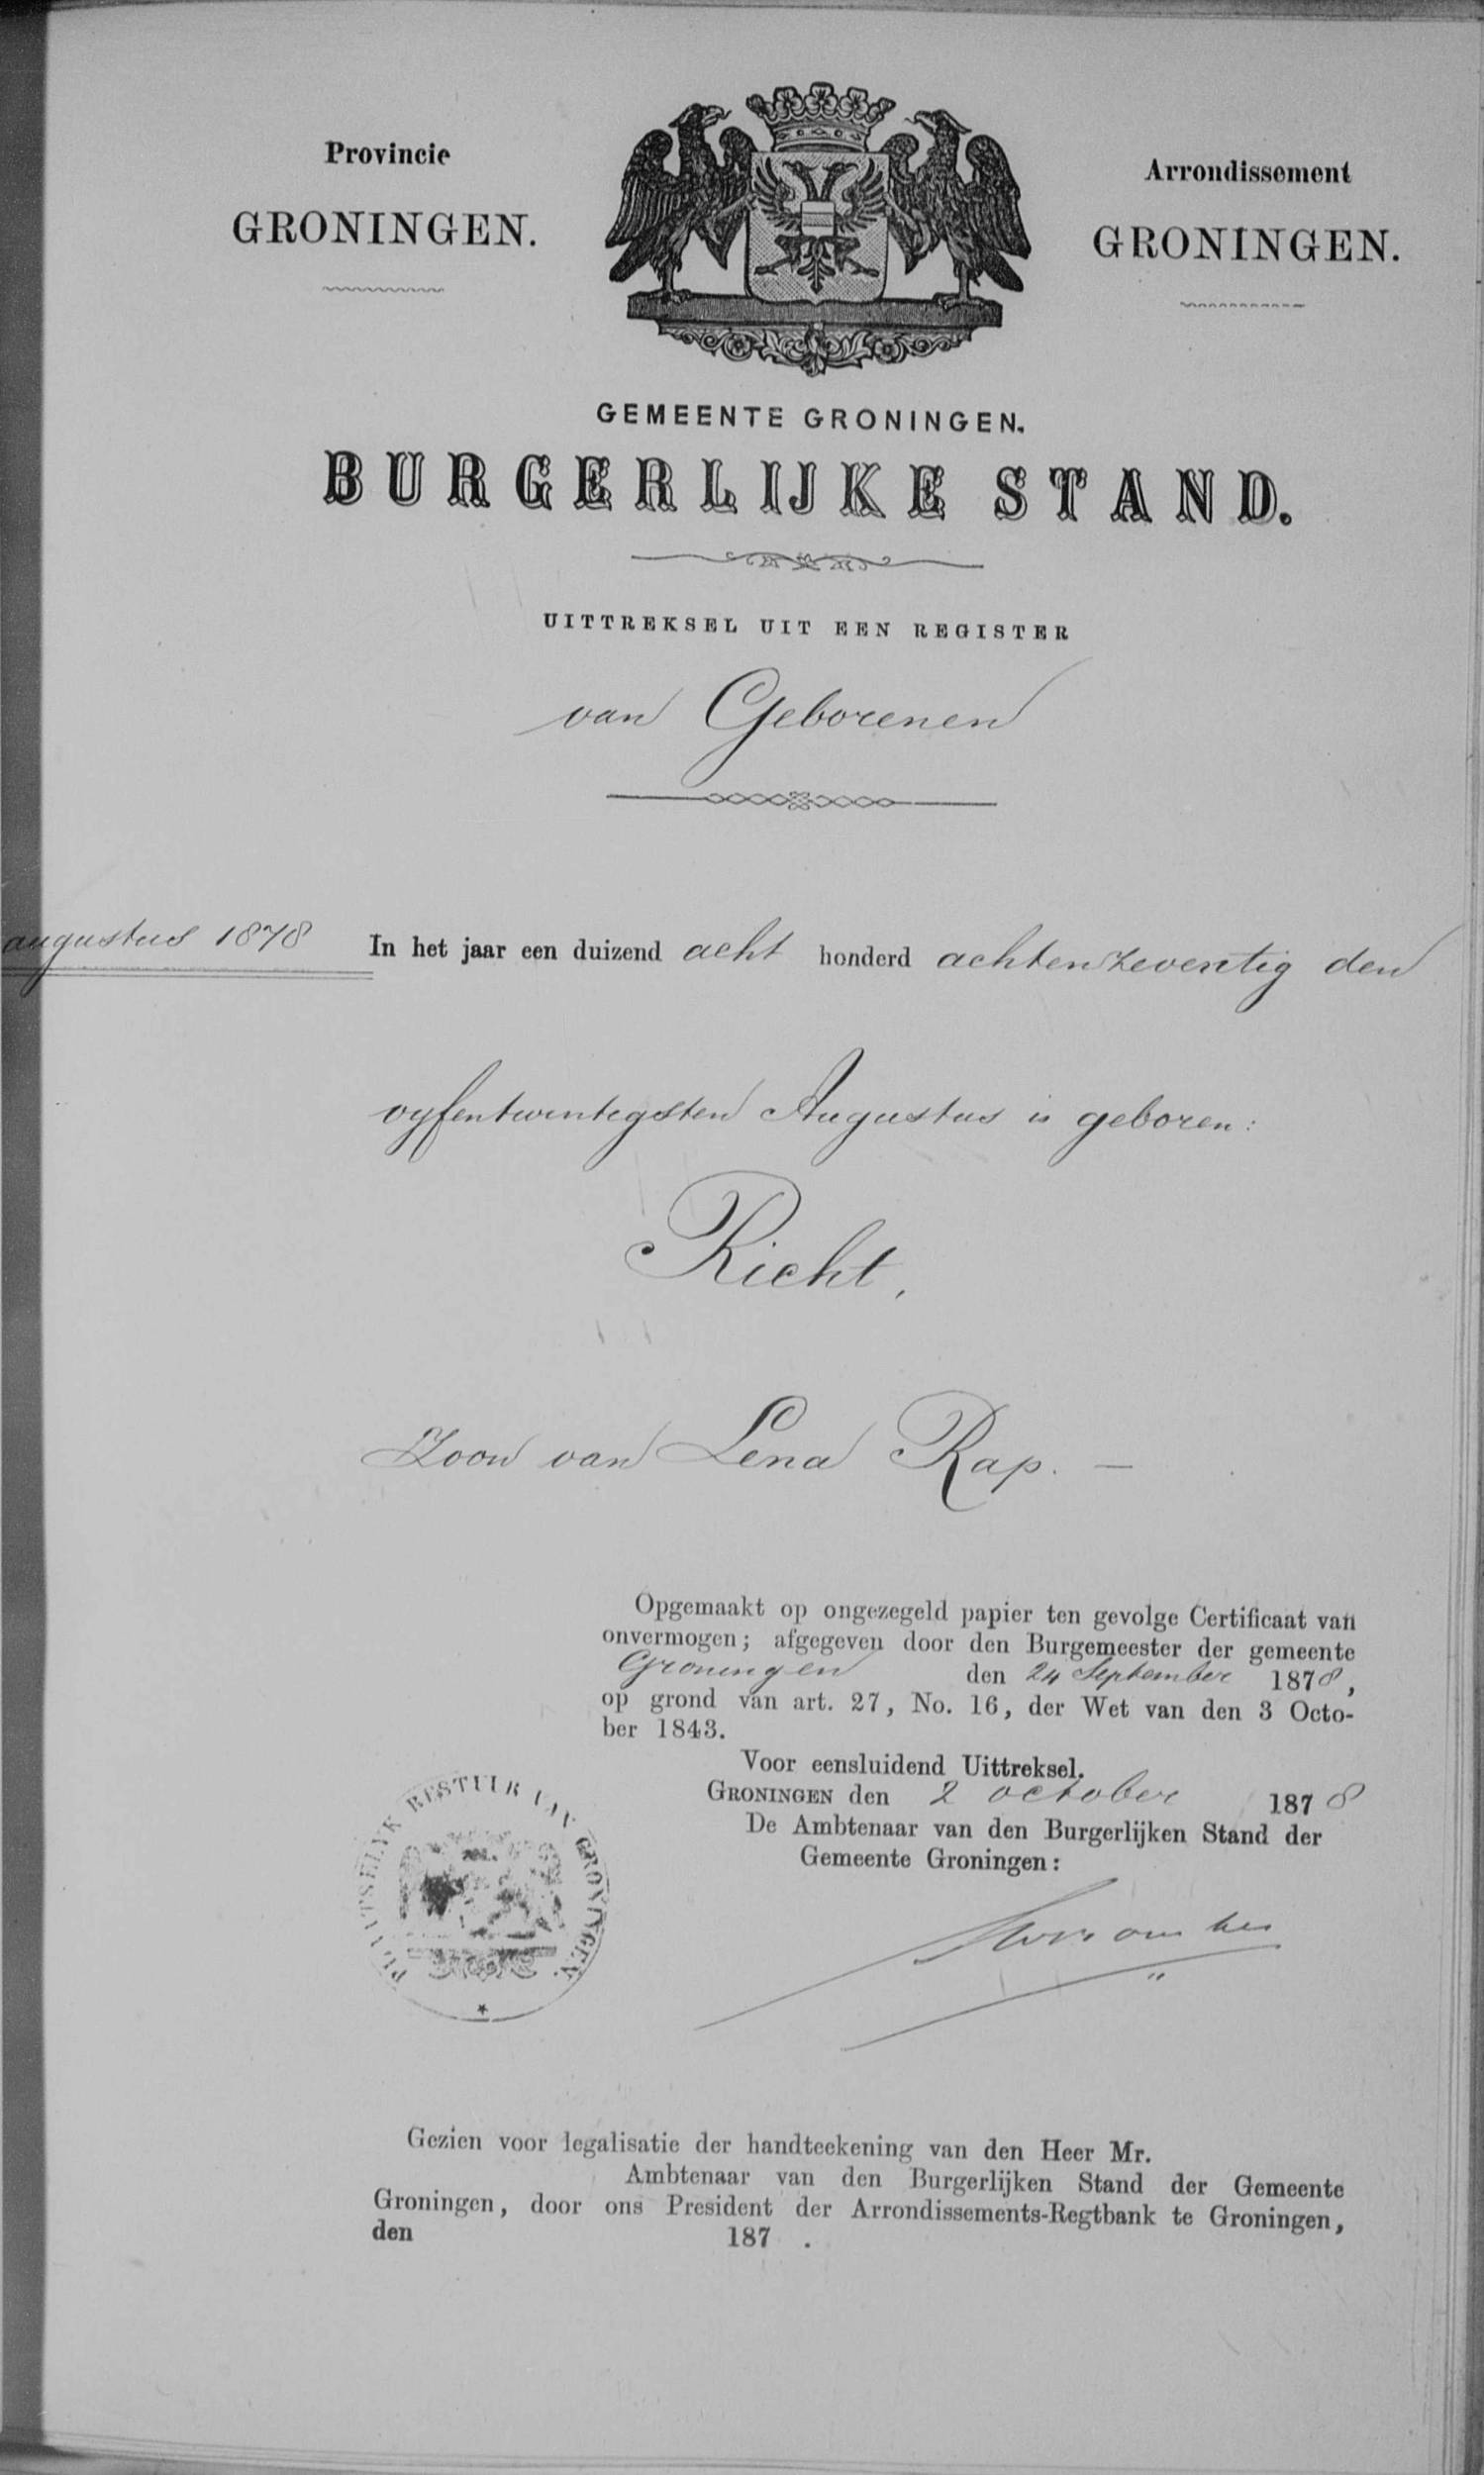 Provincie
GRONINGEN.
Arrondissement
GRONINGEN.
GEMEENTE GRONINGEN.
BURGERLIJKE STAND.
UITTREKSEL UIT EEN REGISTER
van Geborenen
augustus 1878
In het jaar een duizend acht honderd achtenzeventig den
vyfentwintigsten Augustus is geboren:
Richt,
Zoon van Lena Rap. —
Opgemaakt op ongezegeld papier ten gevolge Certificaat van
onvermogen; afgegeven door den Burgemeester der gemeente
Groningen den 24 September 1878,
op grond van art. 27, No. 16, der Wet van den 3 Octo-
ber 1843.
Voor eensluidend Uittreksel.
GRONINGEN den 2 october 1878
De Ambtenaar van den Burgerlijken Stand der
Gemeente Groningen:
PLAATSELYK BESTUUR VAN GRONINGEN.
Gezien voor legalisatie der handteekening van den Heer Mr.
Ambtenaar van den Burgerlijken Stand der Gemeente
Groningen, door ons President der Arrondissements-Regtbank te Groningen,
den 187 .